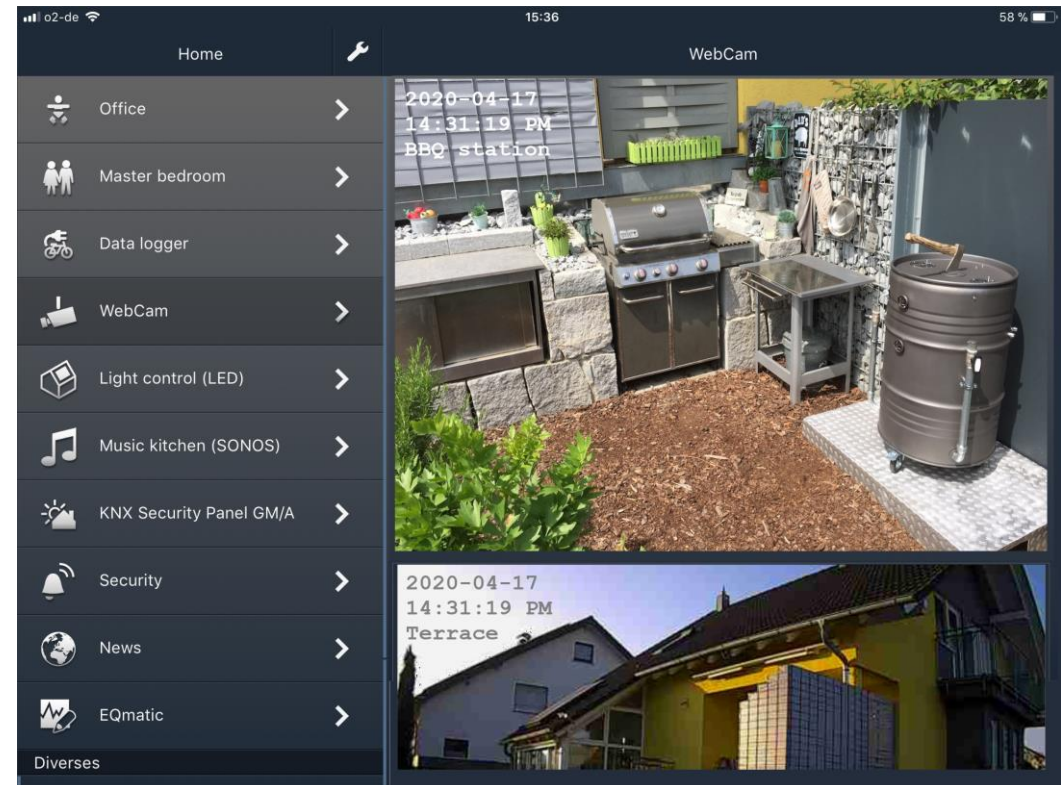 o2-de
15:36
58 %
Home
WebCam
Office
Master bedroom
Data logger
WebCam
Light control (LED)
Music kitchen (SONOS)
KNX Security Panel GM/A
Security
News
EQmatic
Diverses
2020-04-17
14:31:19 PM
BBQ station
2020-04-17
14:31:19 PM
Terrace